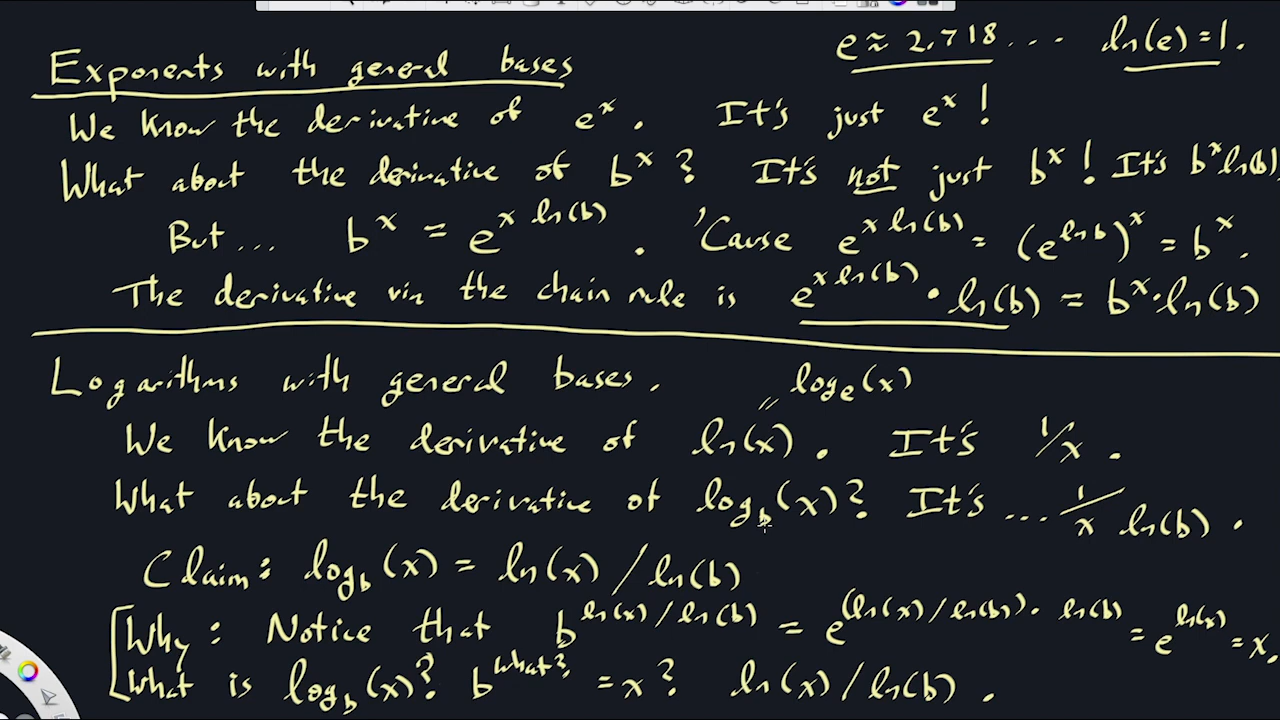 e ≈ 2.718... ln(e) = 1.
Exponents with general bases
We know the derivative of e^x. It's just e^x!
What about the derivative of b^x? It's not just b^x! It's b^x ln(b)
But... b^x = e^{x ln(b)}. 'Cause e^{x ln(b)} = (e^{ln b})^x = b^x.
The derivative via the chain rule is e^{x ln(b)} · ln(b) = b^x · ln(b)
Logarithms with general bases. " log_e(x)
We know the derivative of ln(x). It's 1/x.
What about the derivative of log_b(x)? It's ... 1/x ln(b).
Claim: log_b(x) = ln(x)/ln(b)
Why: Notice that b^{ln(x)/ln(b)} = e^{(ln(x)/ln(b)) · ln(b)} = e^{ln(x)} = x.
What is log_b(x)? b^{what?} = x? ln(x)/ln(b).